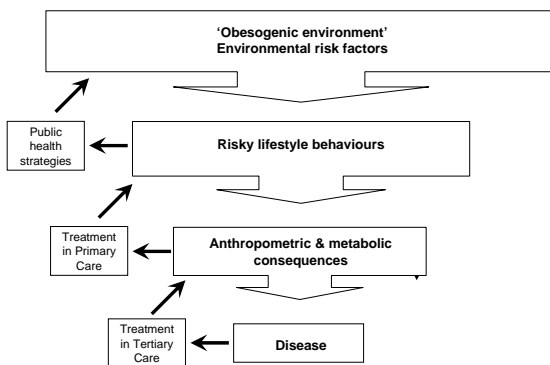 ‘Obesogenic environment’
Environmental risk factors
Public
health
strategies
Risky lifestyle behaviours
Treatment
in Primary
Care
Anthropometric & metabolic
consequences
Treatment
in Tertiary
Care
Disease